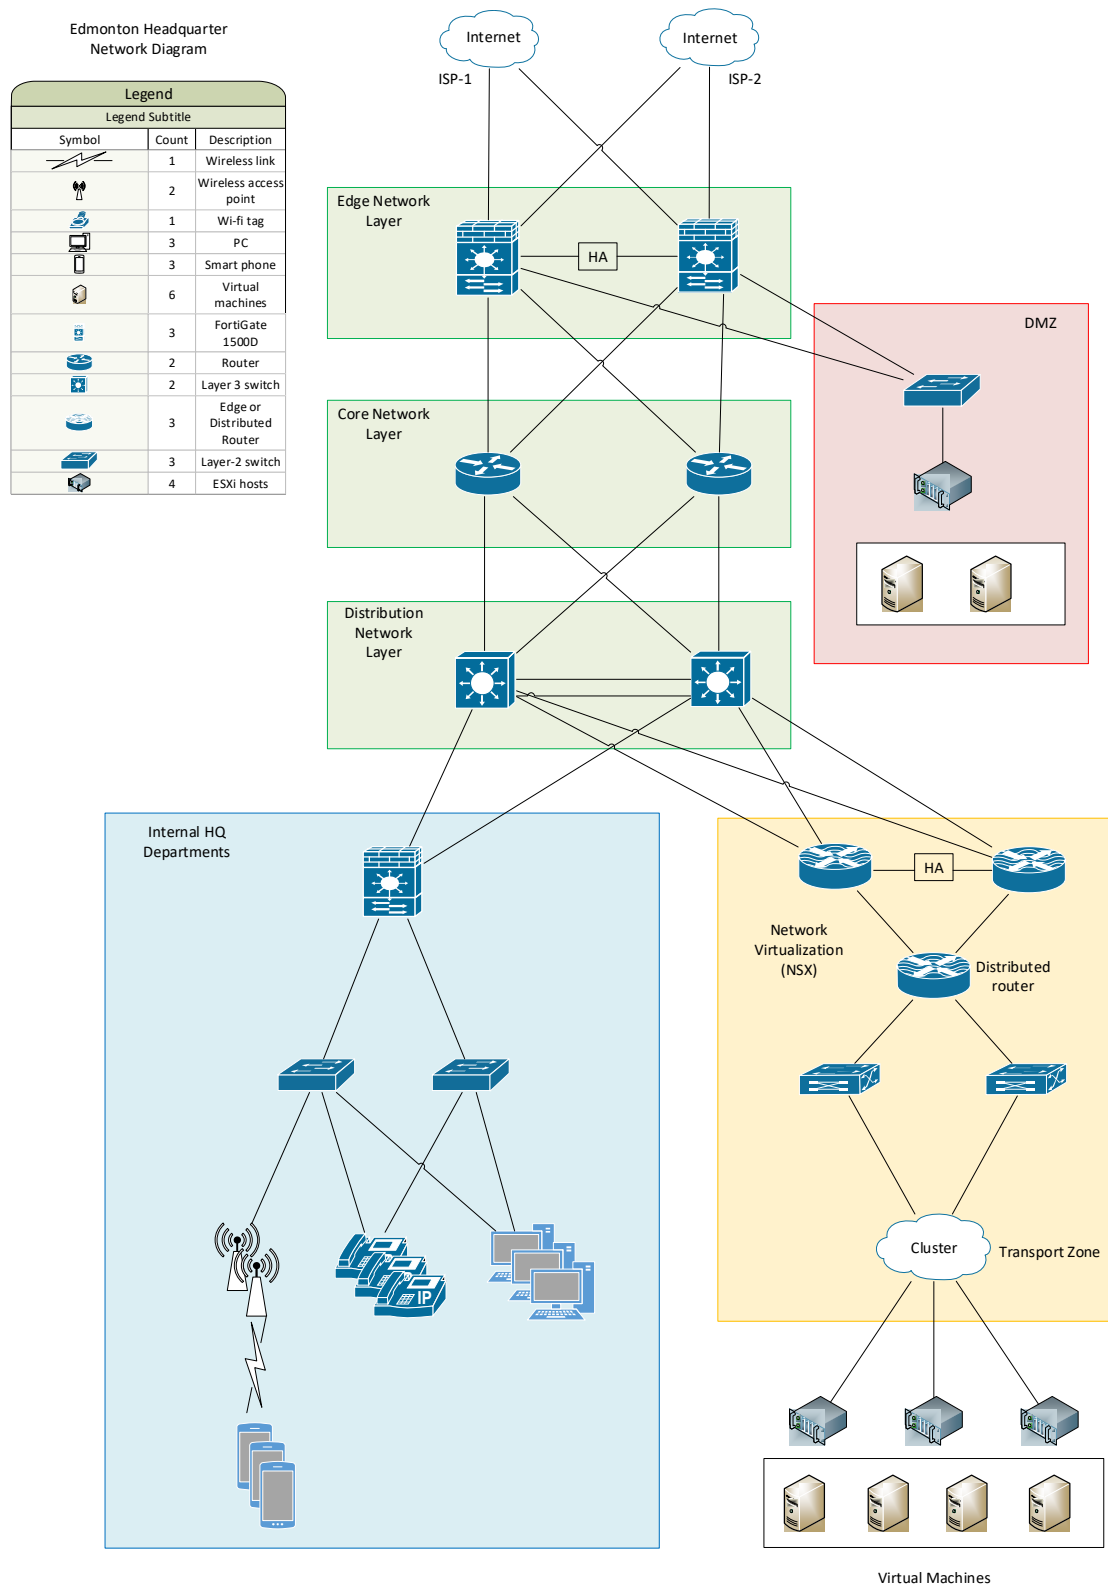 Edmonton Headquarter
Network Diagram
Legend
Legend Subtitle
Symbol Count Description
1 Wireless link
2 Wireless access
point
1 Wi-fi tag
3 PC
3 Smart phone
6 Virtual
machines
3 FortiGate
1500D
2 Router
2 Layer 3 switch
3 Edge or
Distributed
Router
3 Layer-2 switch
4 ESXi hosts
Internet
Internet
ISP-1
ISP-2
Edge Network
Layer
HA
DMZ
Core Network
Layer
Distribution
Network
Layer
Internal HQ
Departments
IP
HA
Network
Virtualization
(NSX)
Distributed
router
Cluster
Transport Zone
Virtual Machines